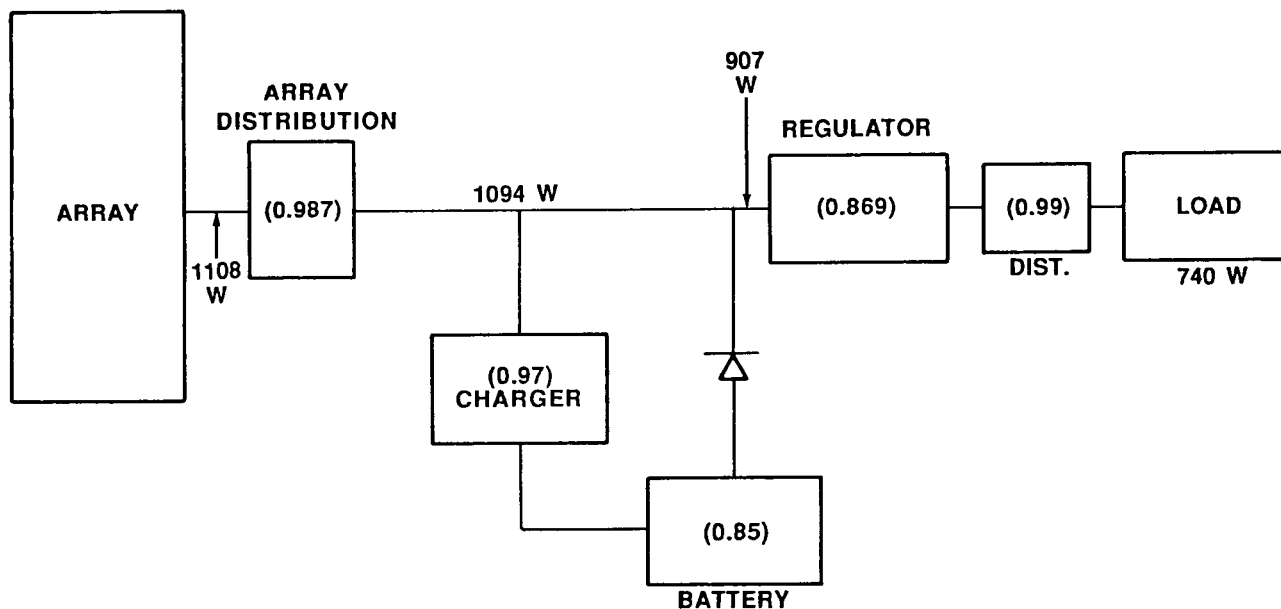 907
W
ARRAY
DISTRIBUTION
REGULATOR
ARRAY
(0.987)
1094 W
(0.869)
(0.99)
LOAD
1108
W
DIST.
740 W
(0.97)
CHARGER
(0.85)
BATTERY